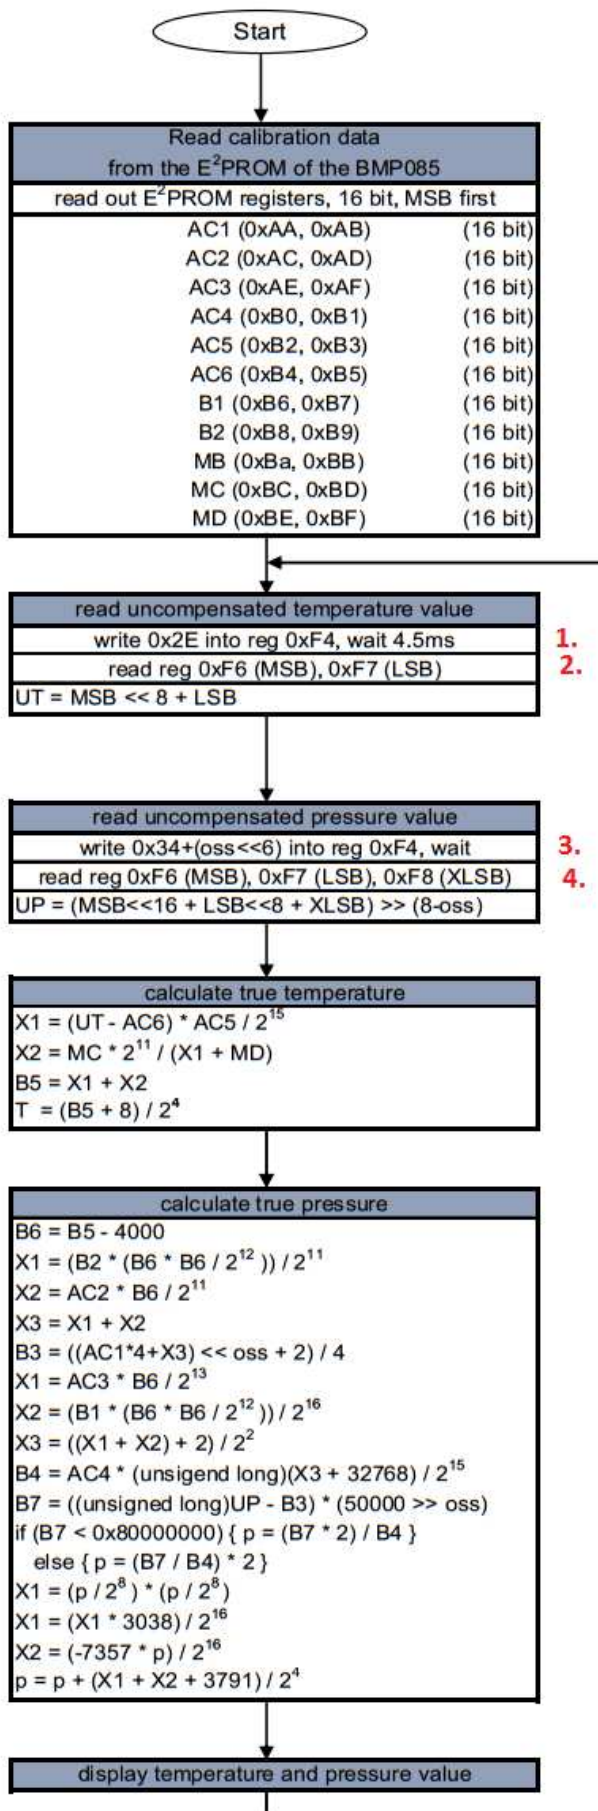 Start
Read calibration data
from the E²PROM of the BMP085
read out E²PROM registers, 16 bit, MSB first
AC1 (0xAA, 0xAB) (16 bit)
AC2 (0xAC, 0xAD) (16 bit)
AC3 (0xAE, 0xAF) (16 bit)
AC4 (0xB0, 0xB1) (16 bit)
AC5 (0xB2, 0xB3) (16 bit)
AC6 (0xB4, 0xB5) (16 bit)
B1 (0xB6, 0xB7) (16 bit)
B2 (0xB8, 0xB9) (16 bit)
MB (0xBa, 0xBB) (16 bit)
MC (0xBC, 0xBD) (16 bit)
MD (0xBE, 0xBF) (16 bit)
read uncompensated temperature value
write 0x2E into reg 0xF4, wait 4.5ms 1.
read reg 0xF6 (MSB), 0xF7 (LSB) 2.
UT = MSB << 8 + LSB
read uncompensated pressure value
write 0x34+(oss<<6) into reg 0xF4, wait 3.
read reg 0xF6 (MSB), 0xF7 (LSB), 0xF8 (XLSB) 4.
UP = (MSB<<16 + LSB<<8 + XLSB) >> (8-oss)
calculate true temperature
X1 = (UT - AC6) * AC5 / 2¹⁵
X2 = MC * 2¹¹ / (X1 + MD)
B5 = X1 + X2
T = (B5 + 8) / 2⁴
calculate true pressure
B6 = B5 - 4000
X1 = (B2 * (B6 * B6 / 2¹² )) / 2¹¹
X2 = AC2 * B6 / 2¹¹
X3 = X1 + X2
B3 = ((AC1*4+X3) << oss + 2) / 4
X1 = AC3 * B6 / 2¹³
X2 = (B1 * (B6 * B6 / 2¹² )) / 2¹⁶
X3 = ((X1 + X2) + 2) / 2²
B4 = AC4 * (unsigend long)(X3 + 32768) / 2¹⁵
B7 = ((unsigned long)UP - B3) * (50000 >> oss)
if (B7 < 0x80000000) { p = (B7 * 2) / B4 }
else { p = (B7 / B4) * 2 }
X1 = (p / 2⁸ ) * (p / 2⁸ )
X1 = (X1 * 3038) / 2¹⁶
X2 = (-7357 * p) / 2¹⁶
p = p + (X1 + X2 + 3791) / 2⁴
display temperature and pressure value